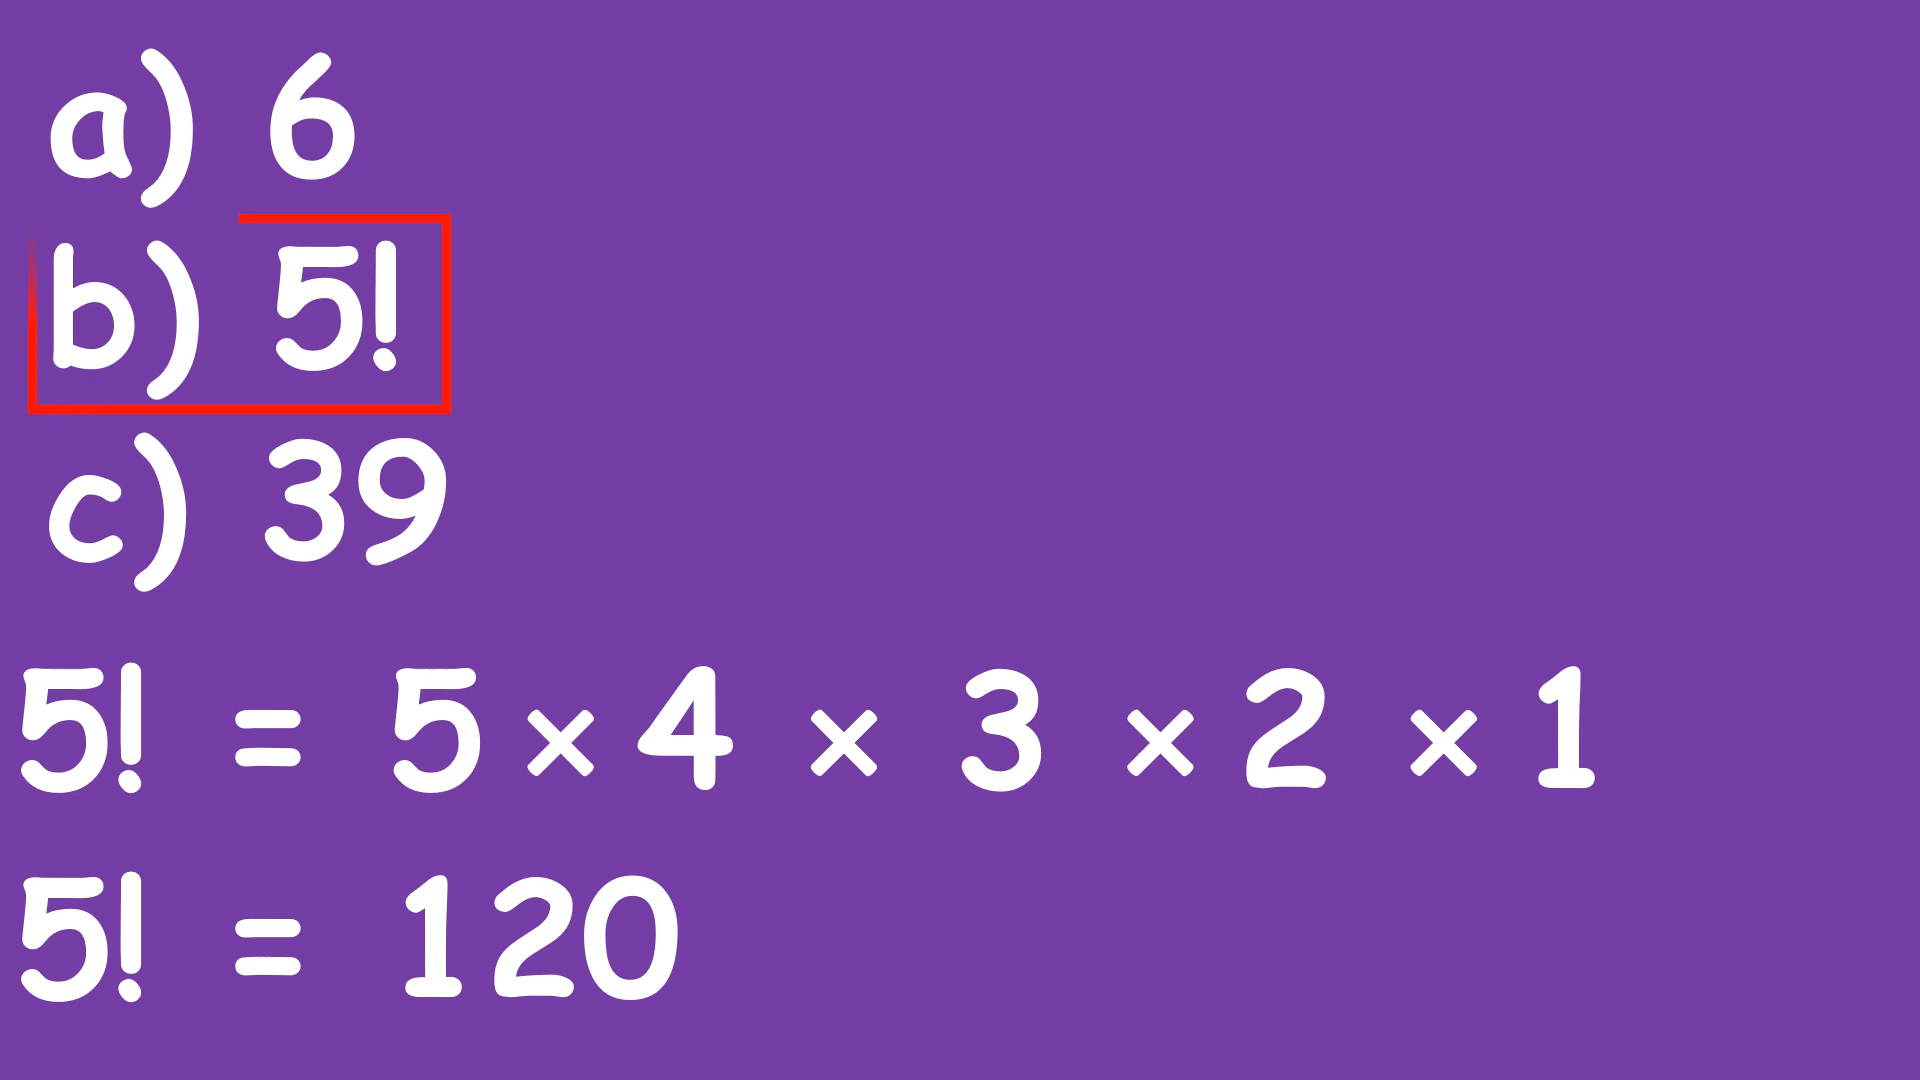 a) 6
b) 5!
c) 39
5! = 5 × 4 × 3 × 2 × 1
5! = 120